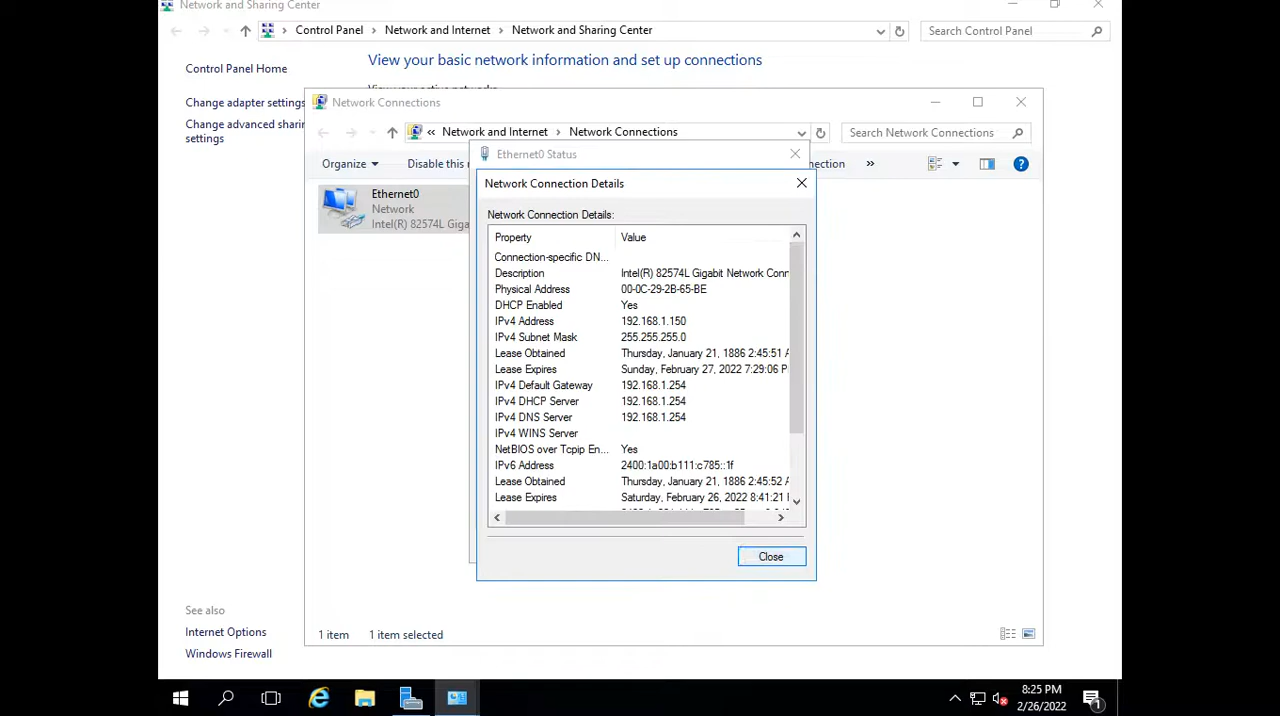 Network and Sharing Center
Control Panel > Network and Internet > Network and Sharing Center
Search Control Panel
Control Panel Home
View your basic network information and set up connections
Change adapter settings
Change advanced sharin
settings
Network Connections
« Network and Internet > Network Connections
Search Network Connections
Organize
Disable this
nection
»
Ethernet0
Network
Intel(R) 82574L Giga
Ethernet0 Status
Network Connection Details
Network Connection Details:
Property Value
Connection-specific DN...
Description Intel(R) 82574L Gigabit Network Conn
Physical Address 00-0C-29-2B-65-BE
DHCP Enabled Yes
IPv4 Address 192.168.1.150
IPv4 Subnet Mask 255.255.255.0
Lease Obtained Thursday, January 21, 1886 2:45:51 A
Lease Expires Sunday, February 27, 2022 7:29:06 P
IPv4 Default Gateway 192.168.1.254
IPv4 DHCP Server 192.168.1.254
IPv4 DNS Server 192.168.1.254
IPv4 WINS Server
NetBIOS over Tcpip En... Yes
IPv6 Address 2400:1a00:b111:c785::1f
Lease Obtained Thursday, January 21, 1886 2:45:52 A
Lease Expires Saturday, February 26, 2022 8:41:21 P
Close
See also
Internet Options
Windows Firewall
1 item 1 item selected
8:25 PM
2/26/2022
1